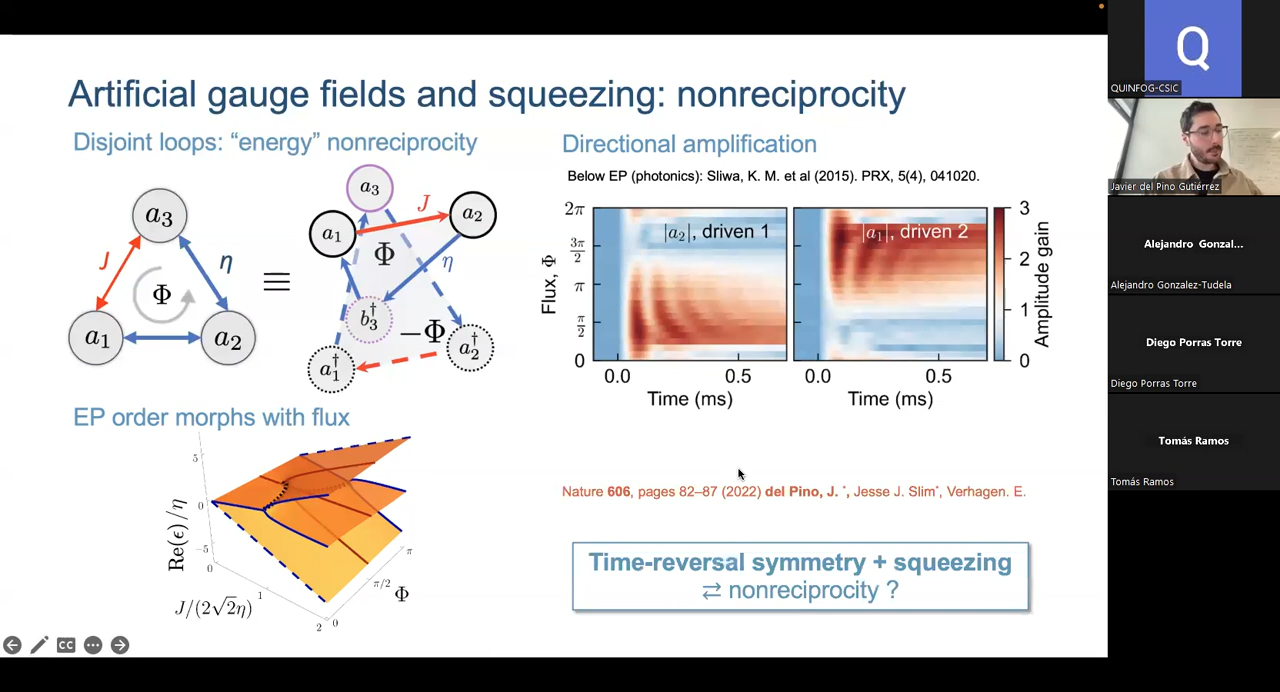 Artificial gauge fields and squeezing: nonreciprocity
Disjoint loops: “energy” nonreciprocity
a₃
J
η
Φ
a₁
a₂
≡
a₃
J
a₁
a₂
Φ
η
b₃†
−Φ
a₁†
a₂†
EP order morphs with flux
Re(ϵ)/η
5
0
−5
0
1
2
J/(2√2η)
0
π/2
π
Φ
Directional amplification
Below EP (photonics): Sliwa, K. M. et al (2015). PRX, 5(4), 041020.
Flux, Φ
2π
3π/2
π
π/2
0
|a₂|, driven 1
|a₁|, driven 2
0.0
0.5
Time (ms)
0.0
0.5
Time (ms)
3
2
1
0
Amplitude gain
Nature 606, pages 82–87 (2022) del Pino, J. *, Jesse J. Slim*, Verhagen. E.
Time-reversal symmetry + squeezing
⇄ nonreciprocity ?
CC
Q
QUINFOG-CSIC
Javier del Pino Gutiérrez
Alejandro Gonzal...
Alejandro Gonzalez-Tudela
Diego Porras Torre
Diego Porras Torre
Tomás Ramos
Tomás Ramos